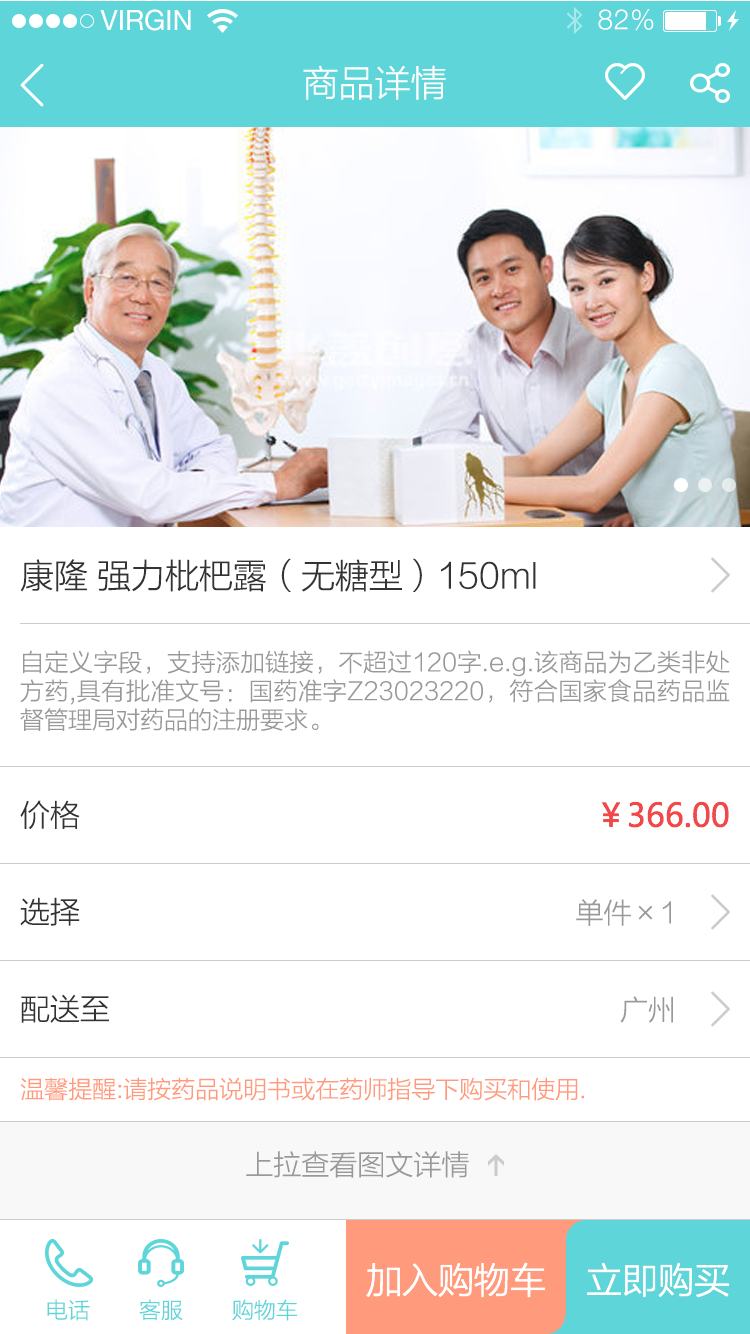 VIRGIN 82%
商品详情
康隆 强力枇杷露（无糖型）150ml
自定义字段，支持添加链接，不超过120字.e.g.该商品为乙类非处
方药,具有批准文号：国药准字Z23023220，符合国家食品药品监
督管理局对药品的注册要求。
价格 ¥ 366.00
选择 单件×1
配送至 广州
温馨提醒:请按药品说明书或在药师指导下购买和使用.
上拉查看图文详情 ↑
电话 客服 购物车 加入购物车 立即购买